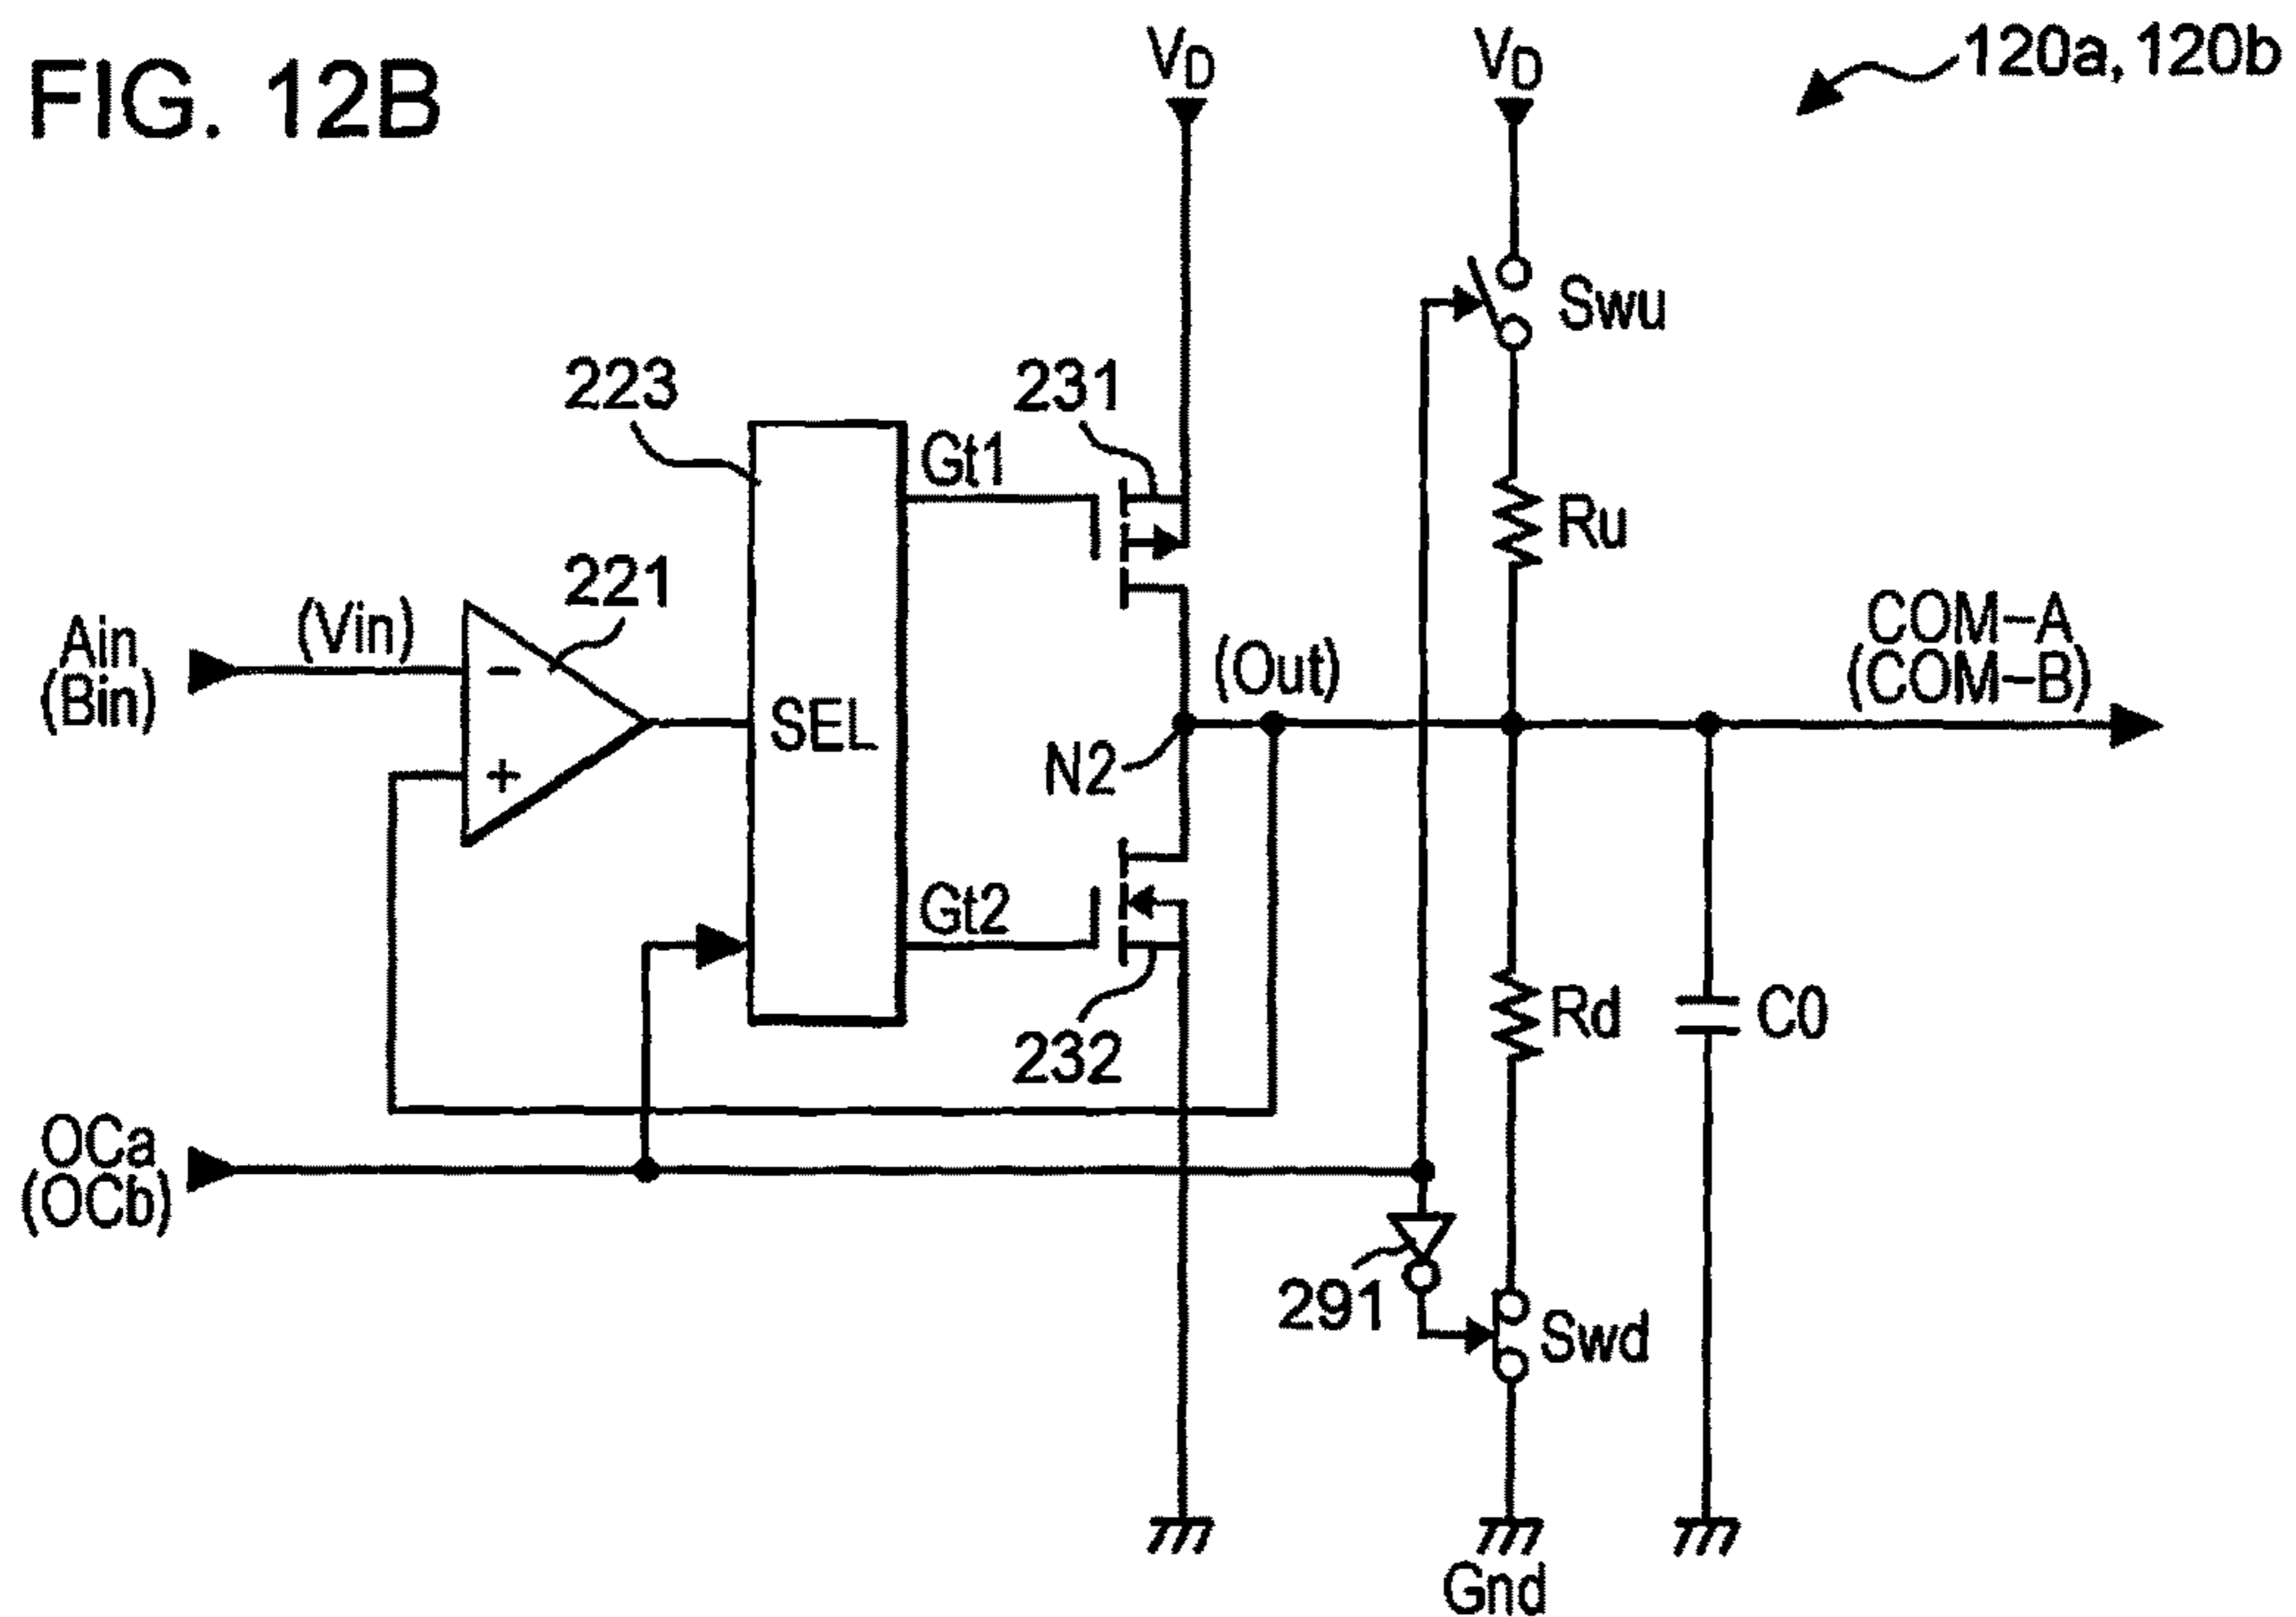 FIG. 12B
VD
VD
120a, 120b
Swu
223
231
Gt1
Ru
221
Ain
(Bin)
(Vin)
-
+
SEL
(Out)
COM-A
(COM-B)
N2
Gt2
Rd
C0
232
OCa
(OCb)
291
Swd
Gnd